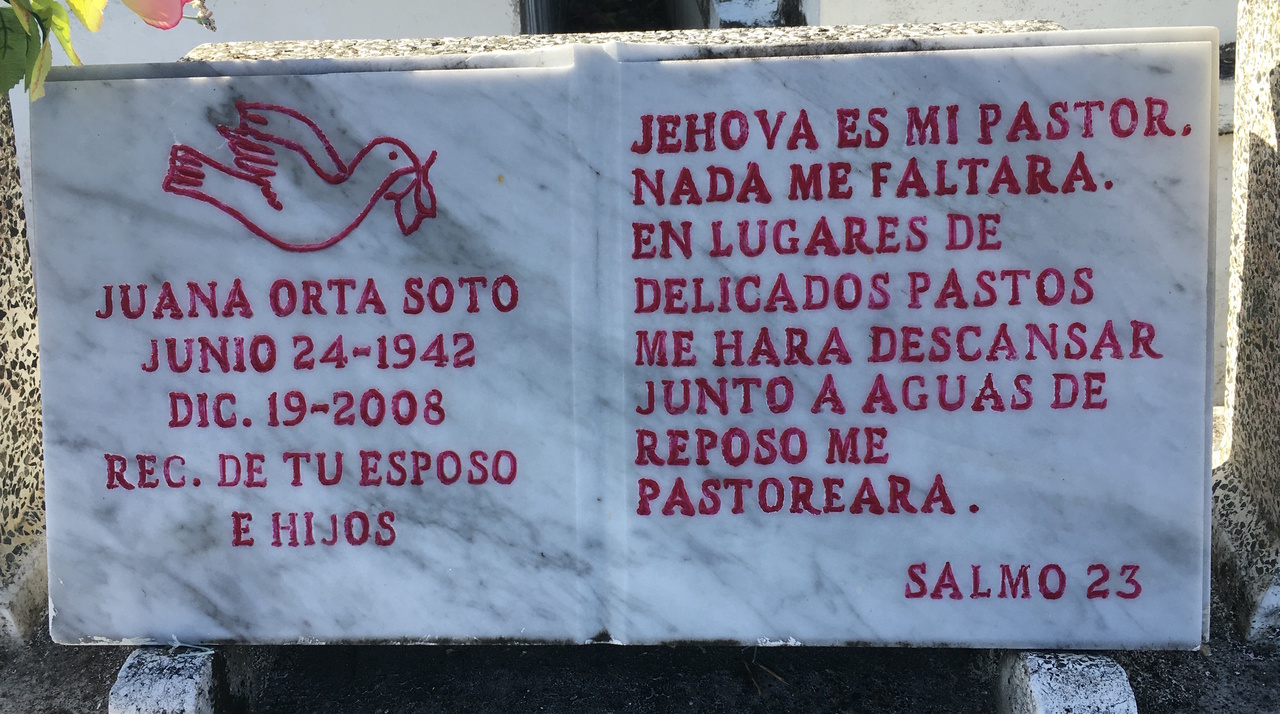 JUANA ORTA SOTO
JUNIO 24-1942
DIC. 19-2008
REC. DE TU ESPOSO
E HIJOS
JEHOVA ES MI PASTOR.
NADA ME FALTARA.
EN LUGARES DE
DELICADOS PASTOS
ME HARA DESCANSAR
JUNTO A AGUAS DE
REPOSO ME
PASTOREARA.
SALMO 23